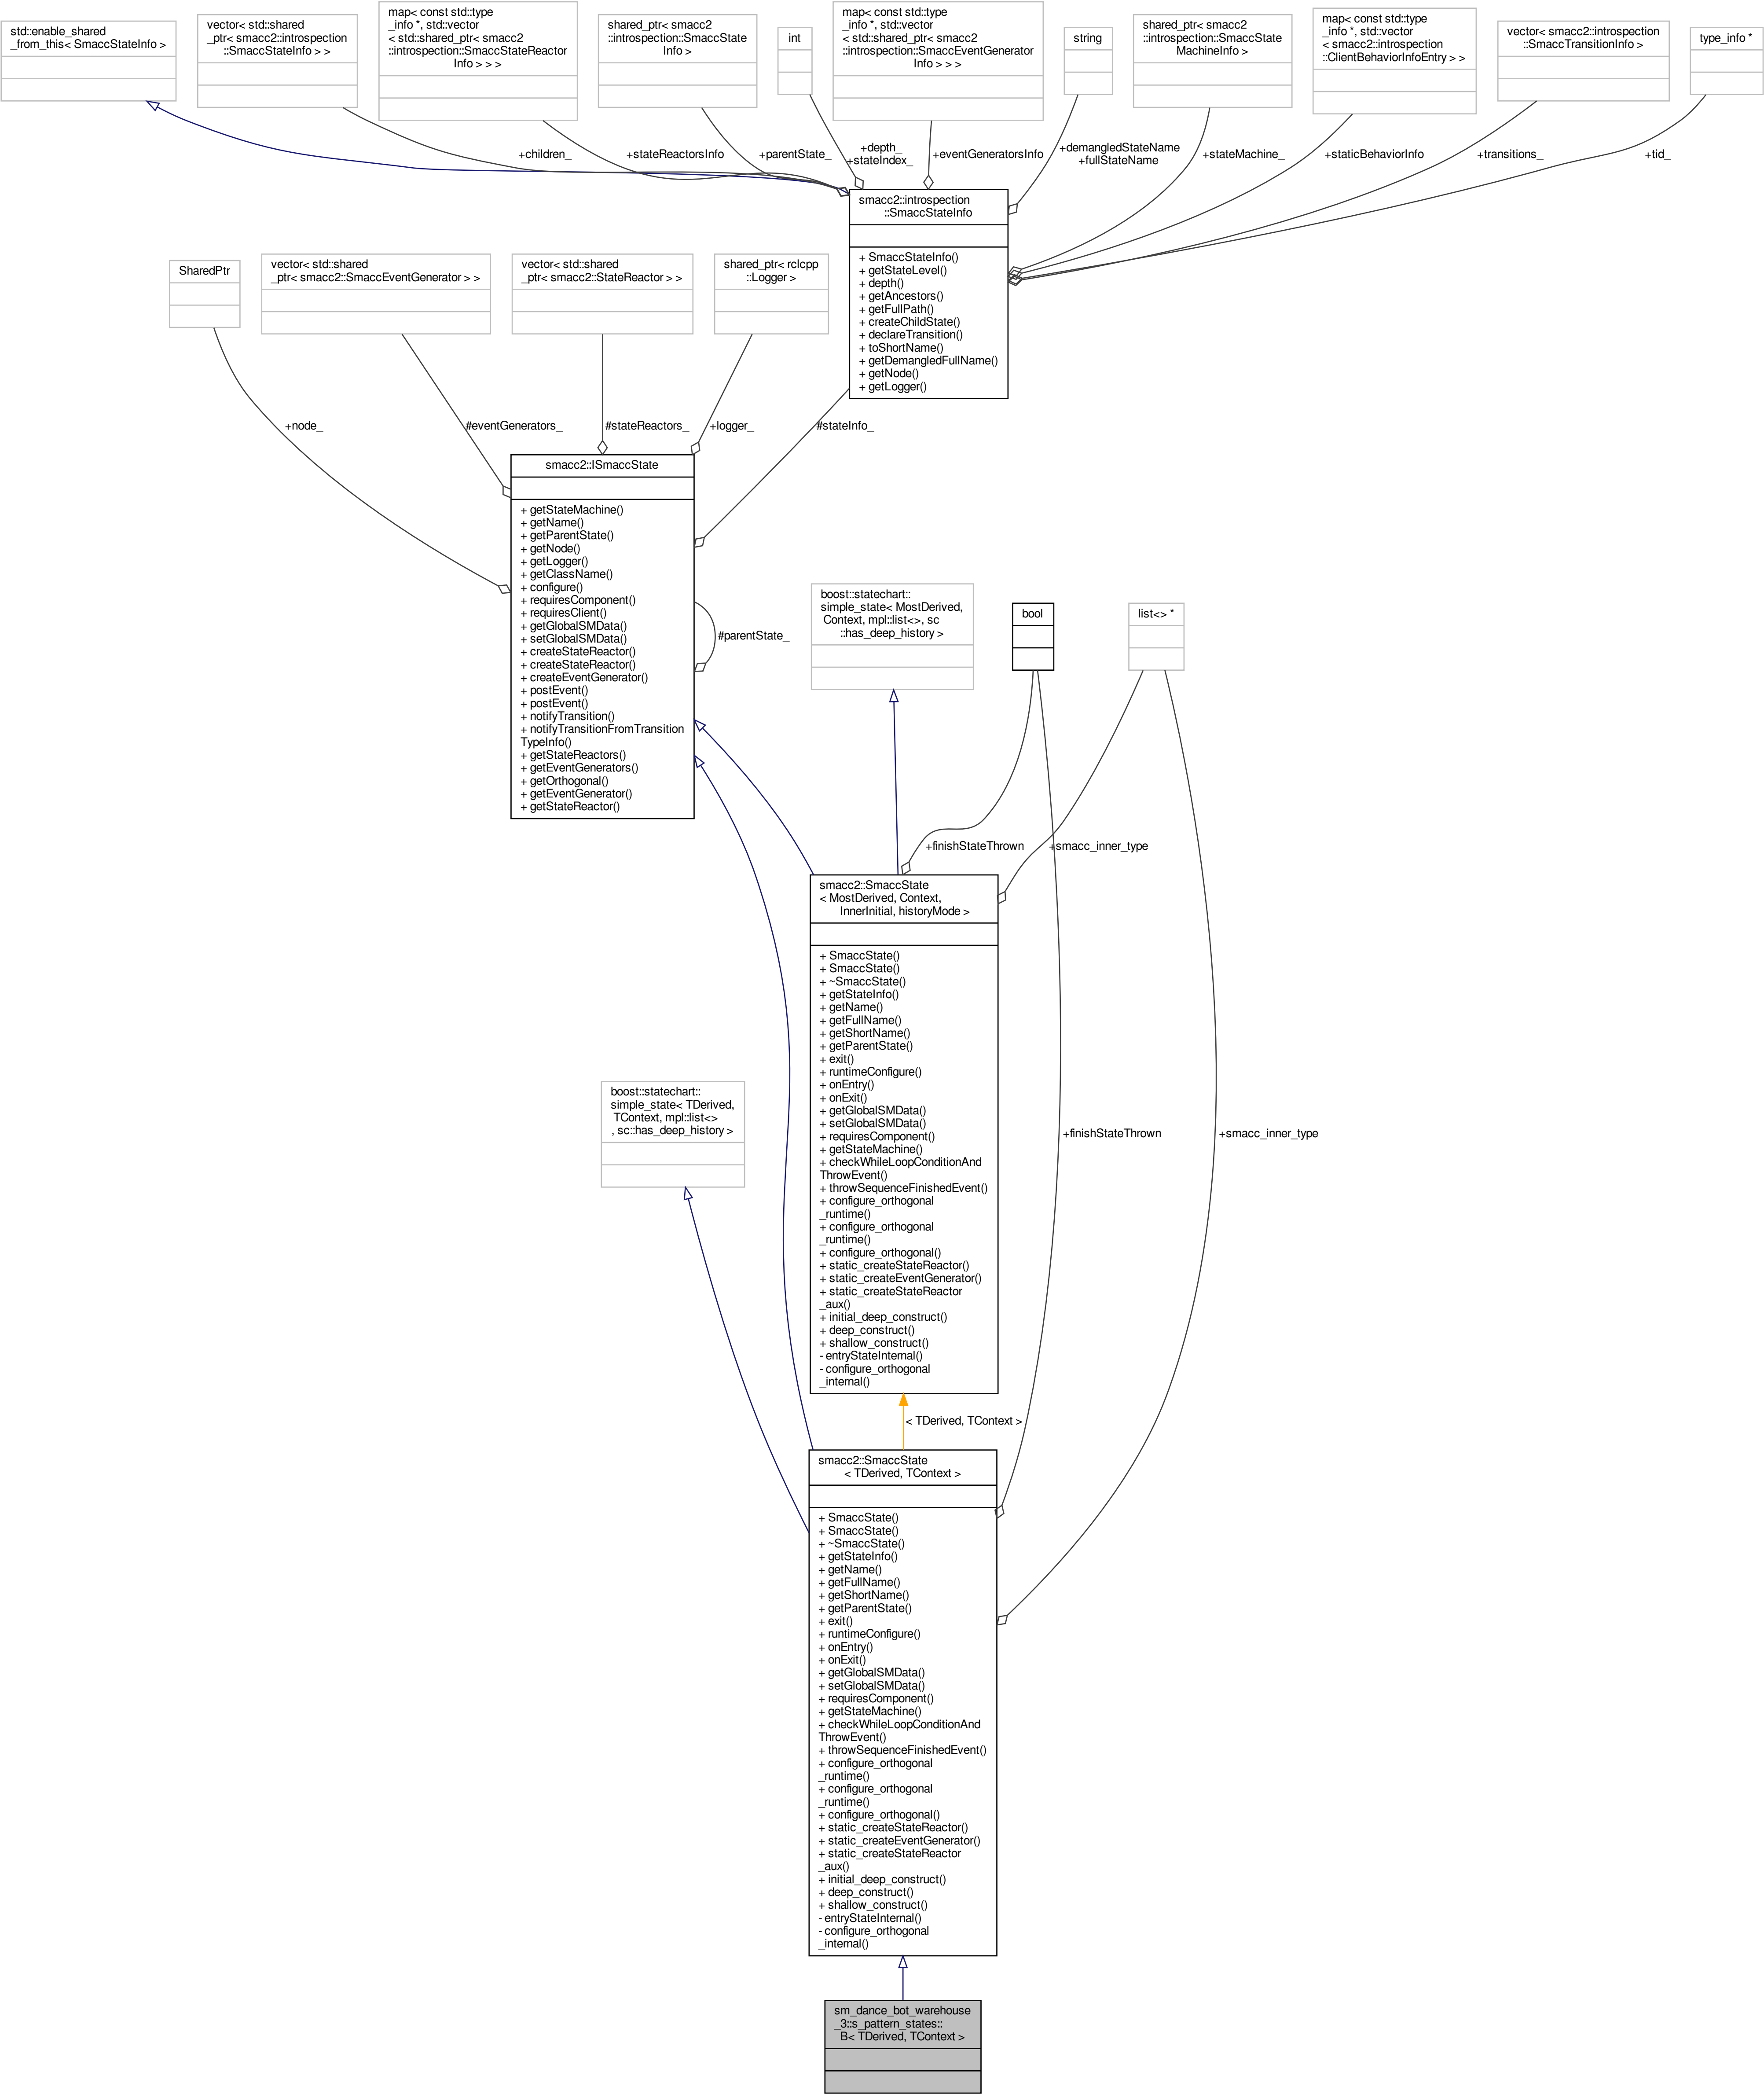 std::enable_shared
_from_this< SmaccStateInfo >
vector< std::shared
_ptr< smacc2::introspection
::SmaccStateInfo > >
map< const std::type
_info *, std::vector
< std::shared_ptr< smacc2
::introspection::SmaccStateReactor
Info > > >
shared_ptr< smacc2
::introspection::SmaccState
Info >
int
map< const std::type
_info *, std::vector
< std::shared_ptr< smacc2
::introspection::SmaccEventGenerator
Info > > >
string
shared_ptr< smacc2
::introspection::SmaccState
MachineInfo >
map< const std::type
_info *, std::vector
< smacc2::introspection
::ClientBehaviorInfoEntry > >
vector< smacc2::introspection
::SmaccTransitionInfo >
type_info *
+children_
+stateReactorsInfo
+parentState_
+depth_
+stateIndex_
+eventGeneratorsInfo
+demangledStateName
+fullStateName
+stateMachine_
+staticBehaviorInfo
+transitions_
+tid_
smacc2::introspection
::SmaccStateInfo
+ SmaccStateInfo()
+ getStateLevel()
+ depth()
+ getAncestors()
+ getFullPath()
+ createChildState()
+ declareTransition()
+ toShortName()
+ getDemangledFullName()
+ getNode()
+ getLogger()
SharedPtr
vector< std::shared
_ptr< smacc2::SmaccEventGenerator > >
vector< std::shared
_ptr< smacc2::StateReactor > >
shared_ptr< rclcpp
::Logger >
+node_
#eventGenerators_
#stateReactors_
+logger_
#stateInfo_
smacc2::ISmaccState
+ getStateMachine()
+ getName()
+ getParentState()
+ getNode()
+ getLogger()
+ getClassName()
+ configure()
+ requiresComponent()
+ requiresClient()
+ getGlobalSMData()
+ setGlobalSMData()
+ createStateReactor()
+ createStateReactor()
+ createEventGenerator()
+ postEvent()
+ postEvent()
+ notifyTransition()
+ notifyTransitionFromTransition
TypeInfo()
+ getStateReactors()
+ getEventGenerators()
+ getOrthogonal()
+ getEventGenerator()
+ getStateReactor()
#parentState_
boost::statechart::
simple_state< MostDerived,
Context, mpl::list<>, sc
::has_deep_history >
bool
list<> *
+finishStateThrown
+smacc_inner_type
smacc2::SmaccState
< MostDerived, Context,
InnerInitial, historyMode >
+ SmaccState()
+ SmaccState()
+ ~SmaccState()
+ getStateInfo()
+ getName()
+ getFullName()
+ getShortName()
+ getParentState()
+ exit()
+ runtimeConfigure()
+ onEntry()
+ onExit()
+ getGlobalSMData()
+ setGlobalSMData()
+ requiresComponent()
+ getStateMachine()
+ checkWhileLoopConditionAnd
ThrowEvent()
+ throwSequenceFinishedEvent()
+ configure_orthogonal
_runtime()
+ configure_orthogonal
_runtime()
+ configure_orthogonal()
+ static_createStateReactor()
+ static_createEventGenerator()
+ static_createStateReactor
_aux()
+ initial_deep_construct()
+ deep_construct()
+ shallow_construct()
- entryStateInternal()
- configure_orthogonal
_internal()
boost::statechart::
simple_state< TDerived,
TContext, mpl::list<>
, sc::has_deep_history >
+finishStateThrown
+smacc_inner_type
< TDerived, TContext >
smacc2::SmaccState
< TDerived, TContext >
+ SmaccState()
+ SmaccState()
+ ~SmaccState()
+ getStateInfo()
+ getName()
+ getFullName()
+ getShortName()
+ getParentState()
+ exit()
+ runtimeConfigure()
+ onEntry()
+ onExit()
+ getGlobalSMData()
+ setGlobalSMData()
+ requiresComponent()
+ getStateMachine()
+ checkWhileLoopConditionAnd
ThrowEvent()
+ throwSequenceFinishedEvent()
+ configure_orthogonal
_runtime()
+ configure_orthogonal
_runtime()
+ configure_orthogonal()
+ static_createStateReactor()
+ static_createEventGenerator()
+ static_createStateReactor
_aux()
+ initial_deep_construct()
+ deep_construct()
+ shallow_construct()
- entryStateInternal()
- configure_orthogonal
_internal()
sm_dance_bot_warehouse
_3::s_pattern_states::
B< TDerived, TContext >